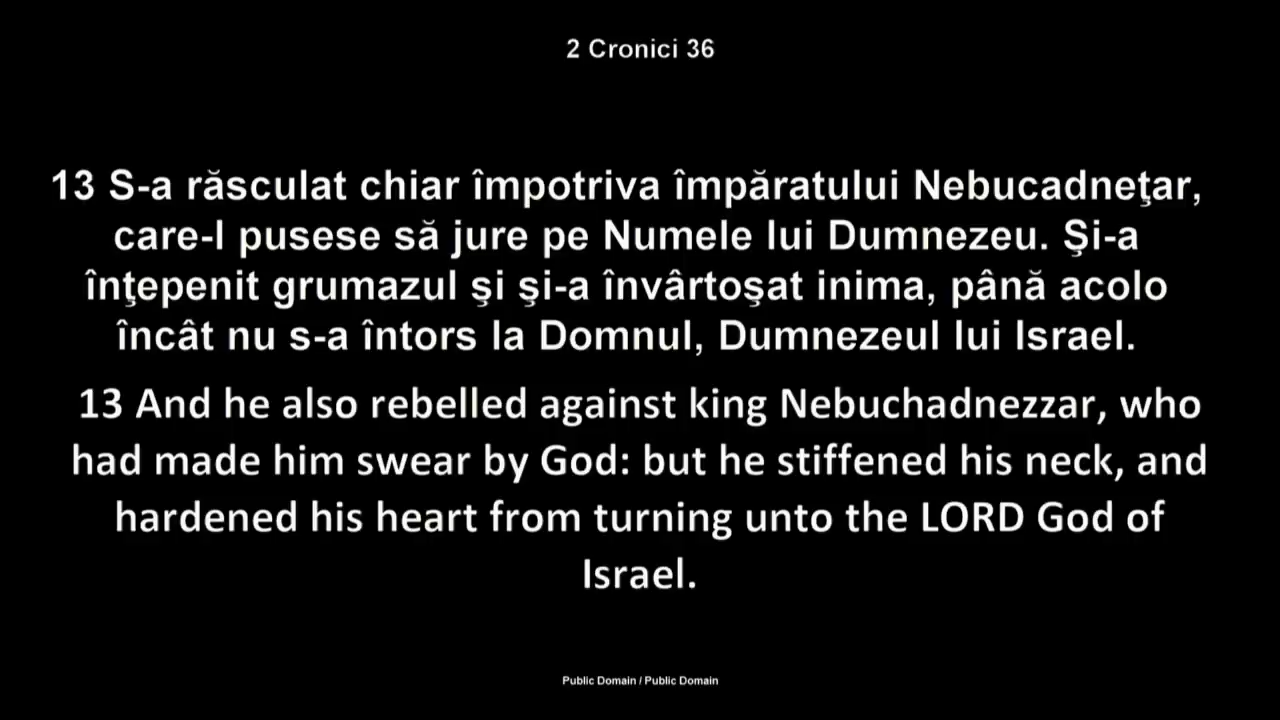 2 Cronici 36
13 S-a răsculat chiar împotriva împăratului Nebucadneţar,
care-l pusese să jure pe Numele lui Dumnezeu. Şi-a
înţepenit grumazul şi şi-a învârtoşat inima, până acolo
încât nu s-a întors la Domnul, Dumnezeul lui Israel.
13 And he also rebelled against king Nebuchadnezzar, who
had made him swear by God: but he stiffened his neck, and
hardened his heart from turning unto the LORD God of
Israel.
Public Domain / Public Domain